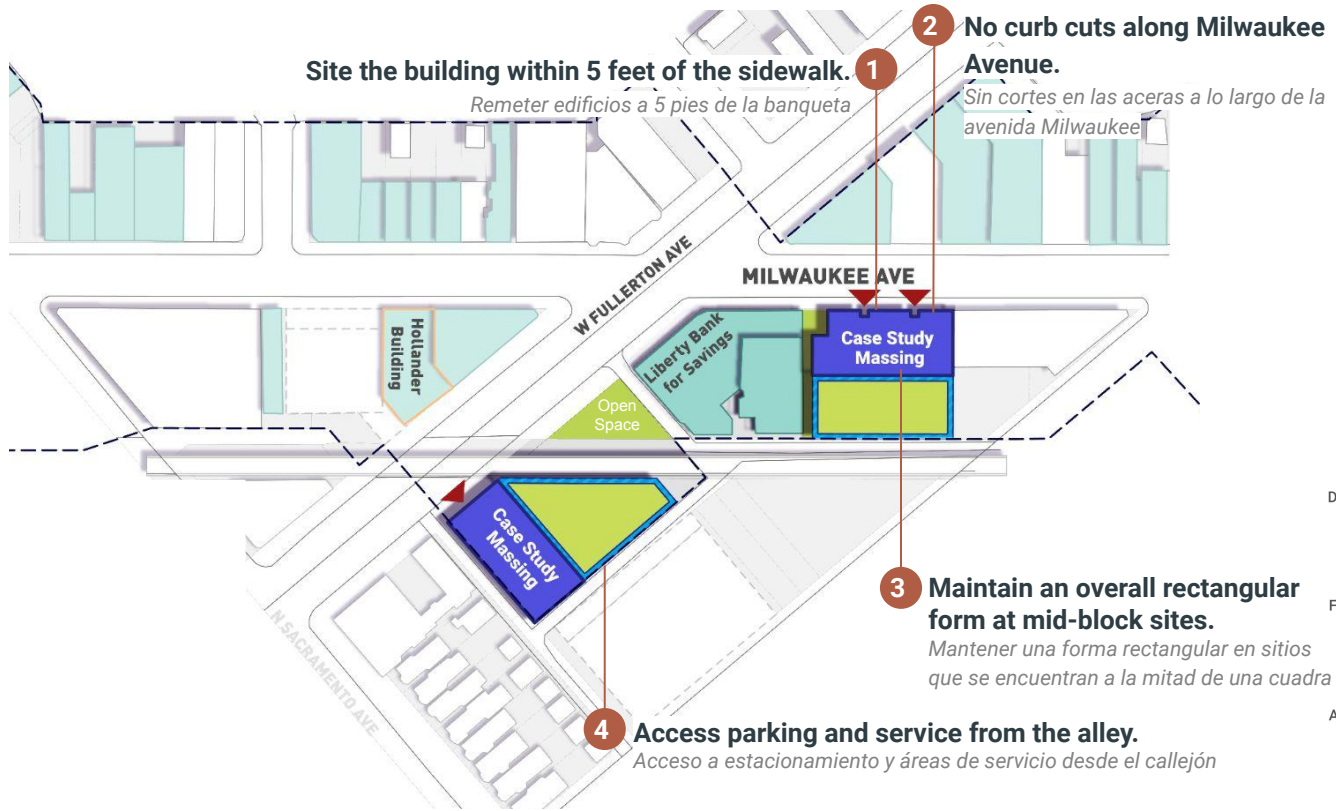 2
No curb cuts along Milwaukee
Avenue.
Sin cortes en las aceras a lo largo de la
avenida Milwaukee
Site the building within 5 feet of the sidewalk.
1
Remeter edificios a 5 pies de la banqueta
W FULLERTON AVE
MILWAUKEE AVE
Hollander
Building
Liberty Bank
for Savings
Case Study
Massing
Open
Space
Case Study
Massing
N SACRAMENTO AVE
3
Maintain an overall rectangular
form at mid-block sites.
Mantener una forma rectangular en sitios
que se encuentran a la mitad de una cuadra
4
Access parking and service from the alley.
Acceso a estacionamiento y áreas de servicio desde el callejón
D
F
A